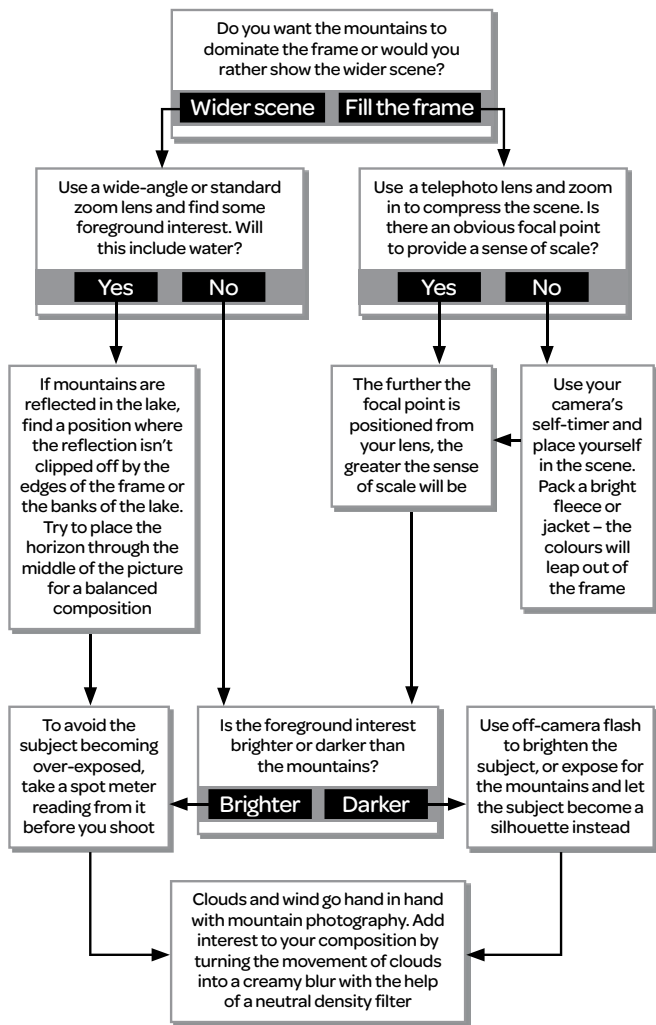 Do you want the mountains to
dominate the frame or would you
rather show the wider scene?
Wider scene
Fill the frame
Use a wide-angle or standard
zoom lens and find some
foreground interest. Will
this include water?
Yes
No
Use a telephoto lens and zoom
in to compress the scene. Is
there an obvious focal point
to provide a sense of scale?
Yes
No
If mountains are
reflected in the lake,
find a position where
the reflection isn't
clipped off by the
edges of the frame or
the banks of the lake.
Try to place the
horizon through the
middle of the picture
for a balanced
composition
The further the
focal point is
positioned from
your lens, the
greater the sense
of scale will be
Use your
camera's
self-timer and
place yourself
in the scene.
Pack a bright
fleece or
jacket – the
colours will
leap out of
the frame
To avoid the
subject becoming
over-exposed,
take a spot meter
reading from it
before you shoot
Is the foreground interest
brighter or darker than
the mountains?
Brighter
Darker
Use off-camera flash
to brighten the
subject, or expose for
the mountains and let
the subject become a
silhouette instead
Clouds and wind go hand in hand
with mountain photography. Add
interest to your composition by
turning the movement of clouds
into a creamy blur with the help
of a neutral density filter